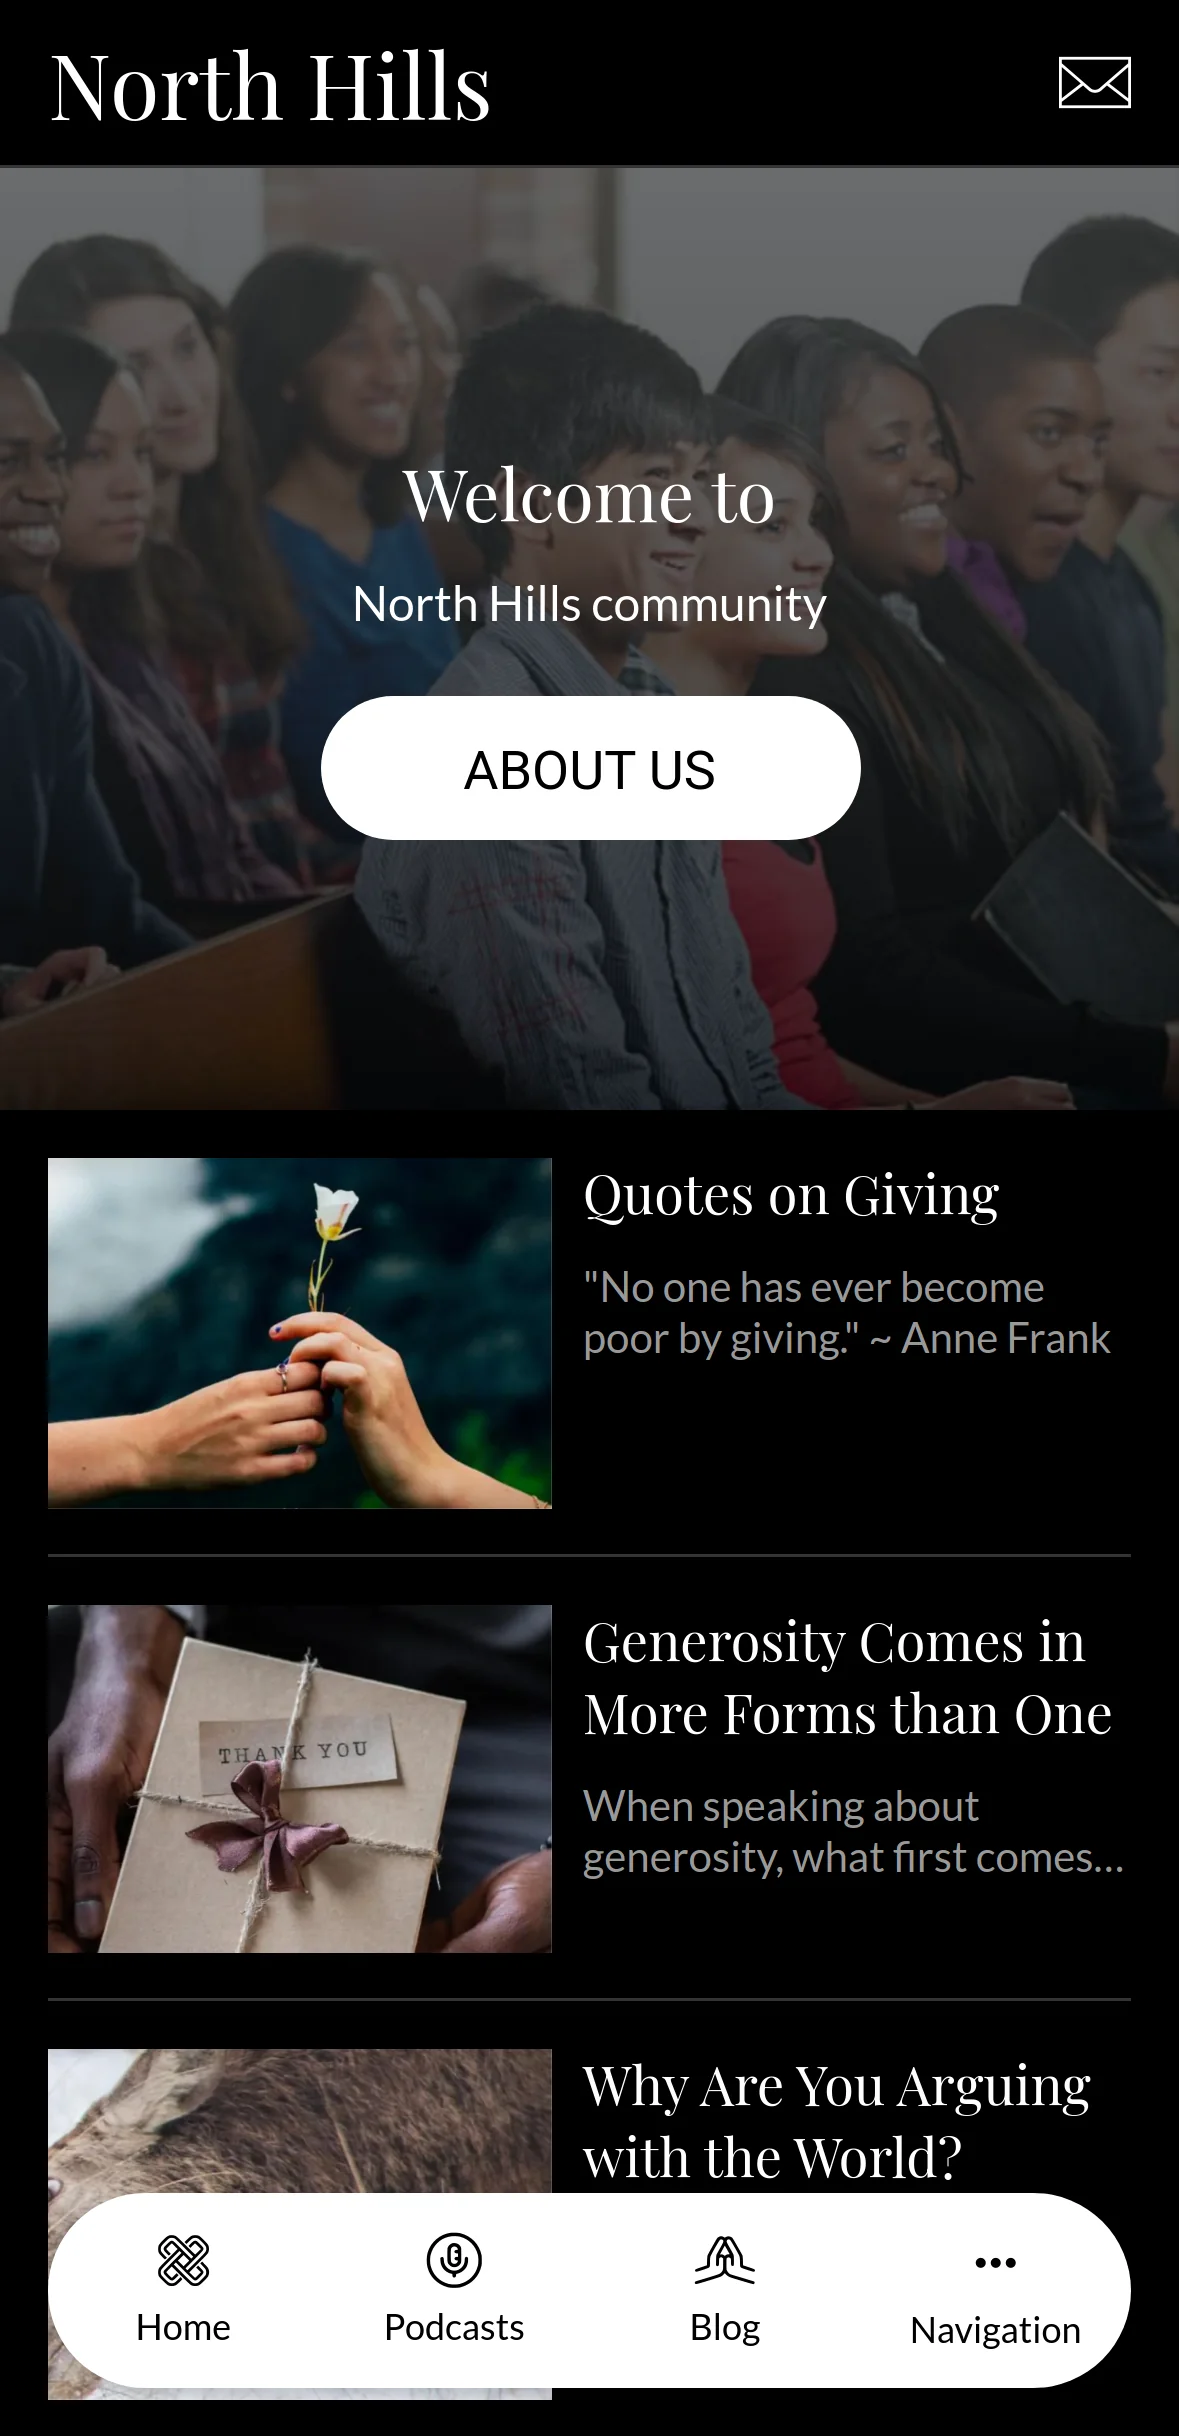 North Hills
Welcome to
North Hills community
ABOUT US
Quotes on Giving
"No one has ever become
poor by giving." ~ Anne Frank
THANK YOU
Generosity Comes in
More Forms than One
When speaking about
generosity, what first comes...
Why Are You Arguing
with the World?
Home
Podcasts
Blog
Navigation